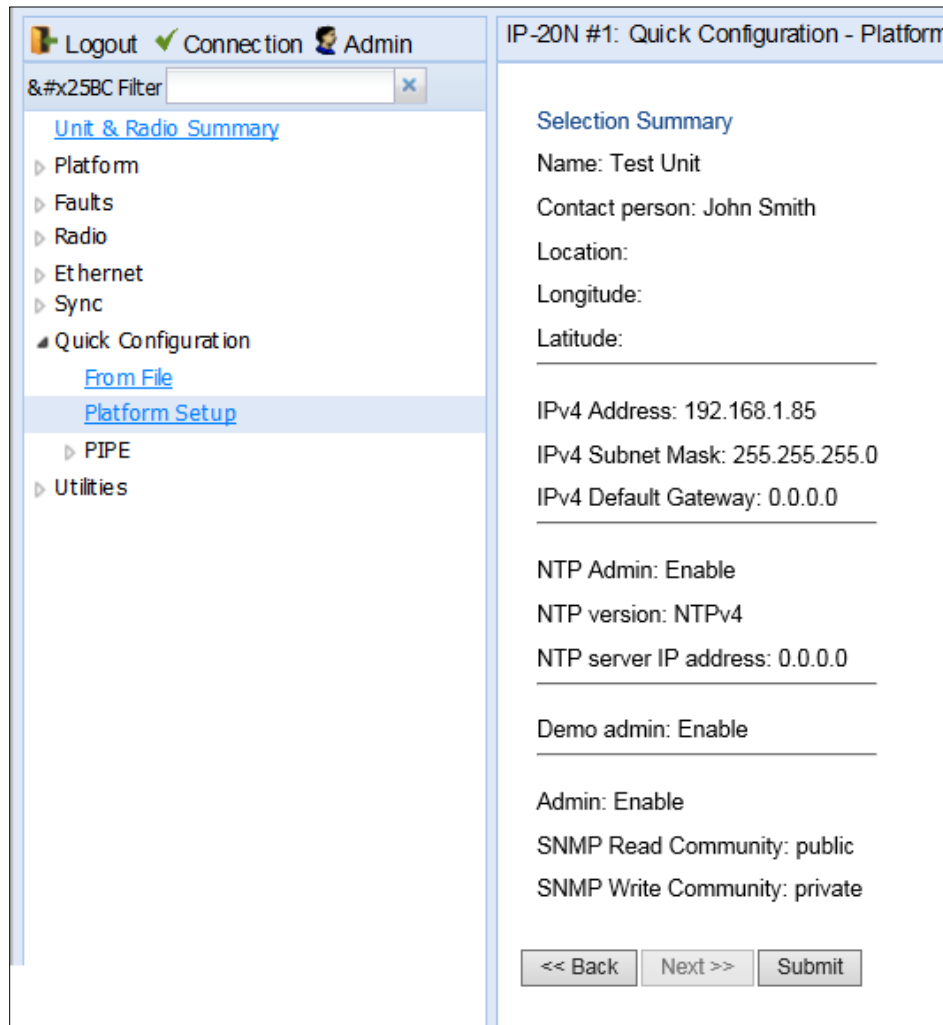 Logout Connection Admin
&#x25BC Filter
Unit & Radio Summary
Platform
Faults
Radio
Ethernet
Sync
Quick Configuration
From File
Platform Setup
PIPE
Utilities
IP-20N #1: Quick Configuration - Platform
Selection Summary
Name: Test Unit
Contact person: John Smith
Location:
Longitude:
Latitude:
IPv4 Address: 192.168.1.85
IPv4 Subnet Mask: 255.255.255.0
IPv4 Default Gateway: 0.0.0.0
NTP Admin: Enable
NTP version: NTPv4
NTP server IP address: 0.0.0.0
Demo admin: Enable
Admin: Enable
SNMP Read Community: public
SNMP Write Community: private
<< Back Next >> Submit